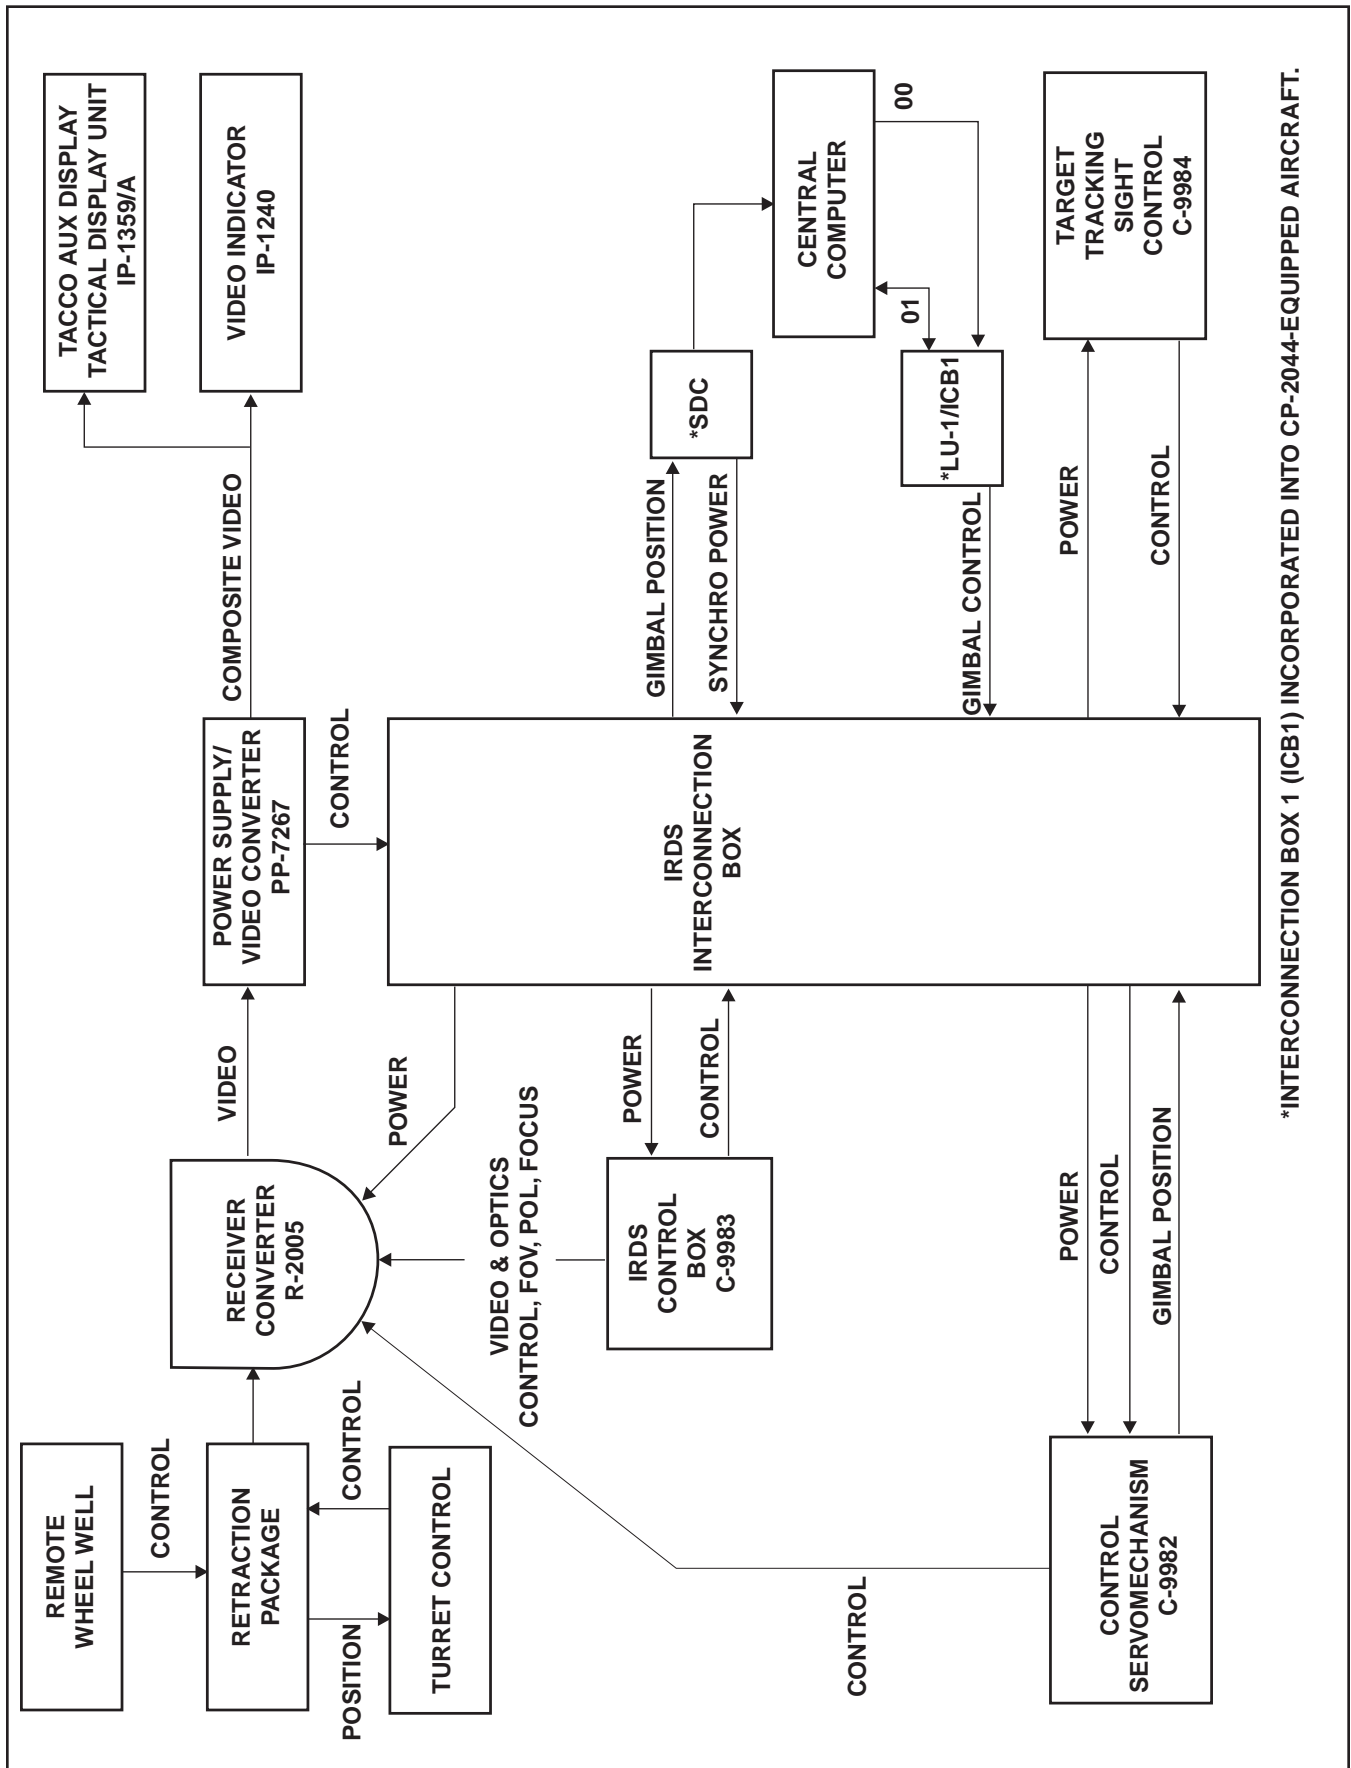 REMOTE
WHEEL WELL
CONTROL
RETRACTION
PACKAGE
POSITION
CONTROL
TURRET CONTROL
RECEIVER
CONVERTER
R-2005
VIDEO
POWER SUPPLY/
VIDEO CONVERTER
PP-7267
COMPOSITE VIDEO
TACCO AUX DISPLAY
TACTICAL DISPLAY UNIT
IP-1359/A
VIDEO INDICATOR
IP-1240
CONTROL
POWER
VIDEO & OPTICS
CONTROL, FOV, POL, FOCUS
IRDS
CONTROL
BOX
C-9983
POWER
CONTROL
IRDS
INTERCONNECTION
BOX
GIMBAL POSITION
SYNCHRO POWER
*SDC
CENTRAL
COMPUTER
01
00
*LU-1/ICB1
GIMBAL CONTROL
CONTROL
CONTROL
SERVOMECHANISM
C-9982
POWER
CONTROL
GIMBAL POSITION
POWER
CONTROL
TARGET
TRACKING
SIGHT
CONTROL
C-9984
*INTERCONNECTION BOX 1 (ICB1) INCORPORATED INTO CP-2044-EQUIPPED AIRCRAFT.